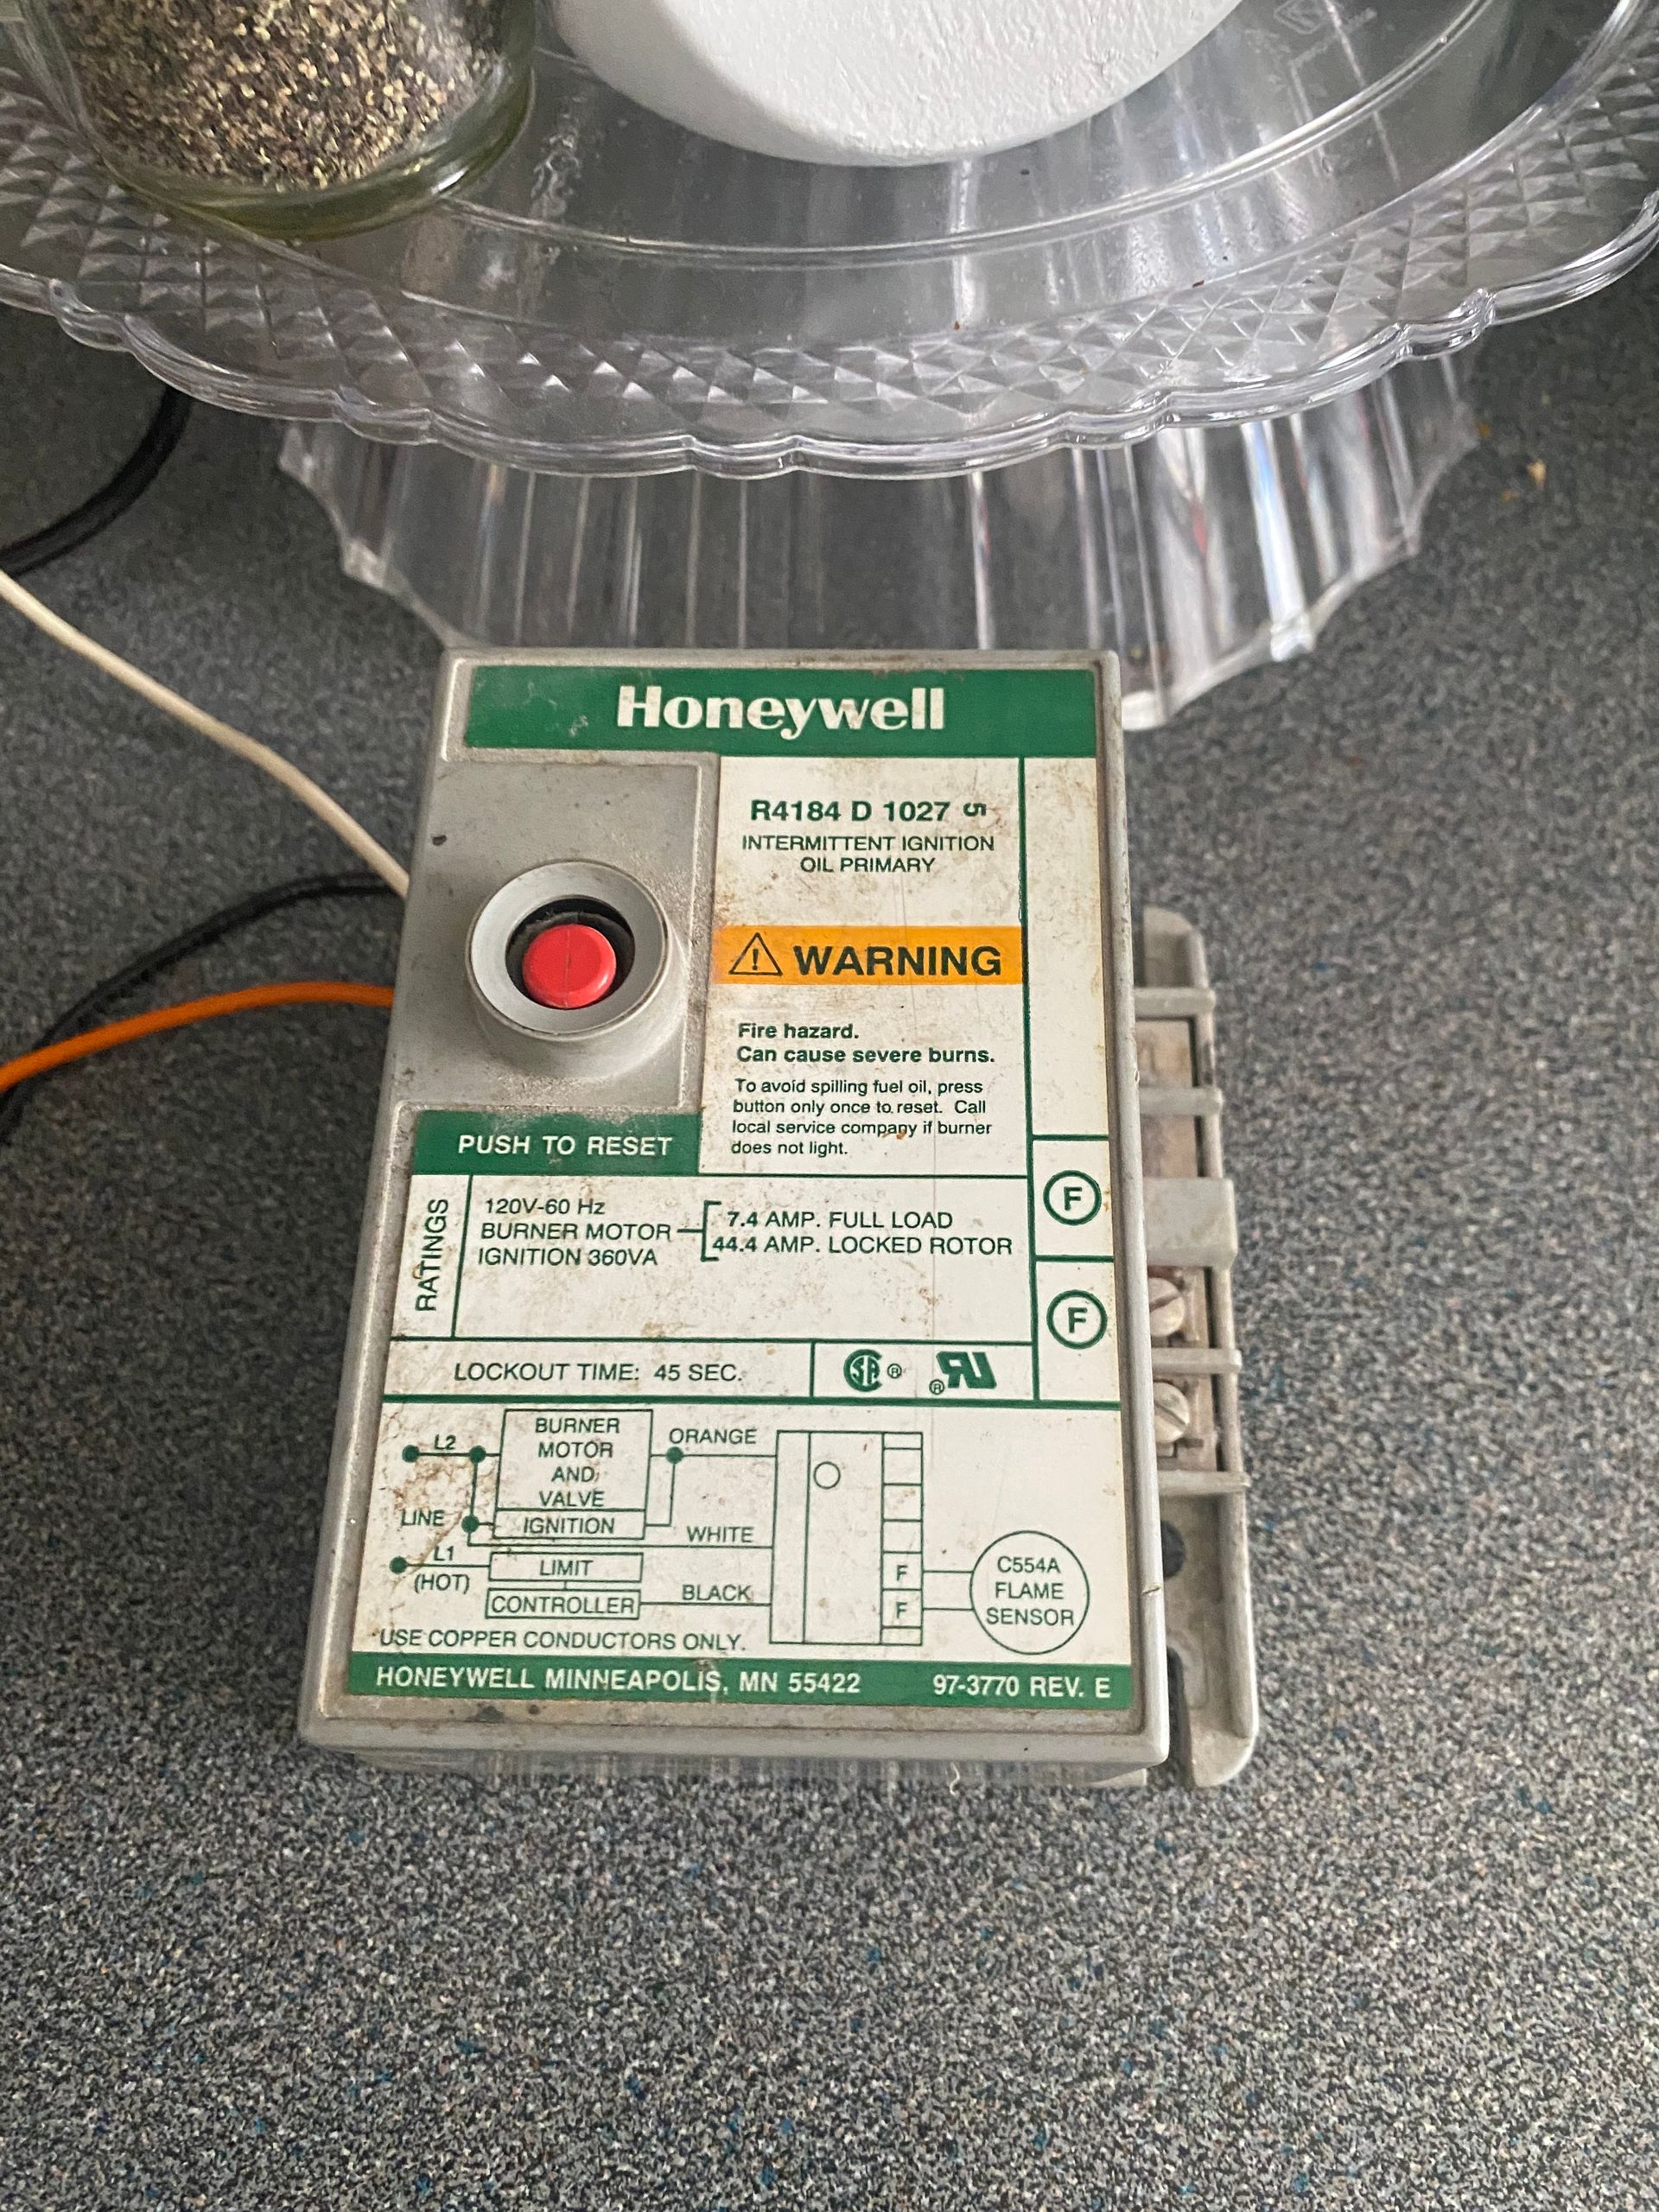 Honeywell
R4184 D 1027 5
INTERMITTENT IGNITION
OIL PRIMARY
⚠ WARNING
Fire hazard.
Can cause severe burns.
To avoid spilling fuel oil, press
button only once to reset. Call
local service company if burner
does not light.
PUSH TO RESET
RATINGS
120V-60 Hz
BURNER MOTOR
IGNITION 360VA
7.4 AMP. FULL LOAD
44.4 AMP. LOCKED ROTOR
F
F
LOCKOUT TIME: 45 SEC.
SA ® ® RU
L2
BURNER
MOTOR
AND
VALVE
ORANGE
LINE
IGNITION
WHITE
L1
(HOT)
LIMIT
CONTROLLER
BLACK
F
F
C554A
FLAME
SENSOR
USE COPPER CONDUCTORS ONLY.
HONEYWELL MINNEAPOLIS, MN 55422
97-3770 REV. E